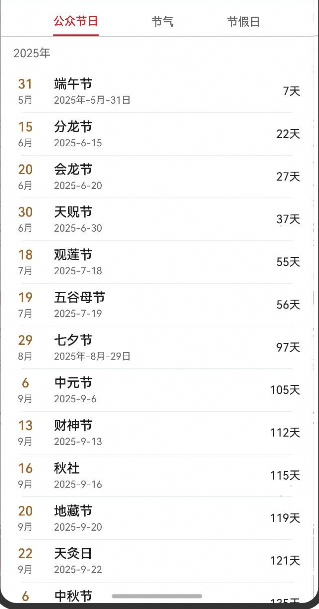 公众节日 节气 节假日
2025年
31 端午节
5月 2025年-5月-31日 7天
15 分龙节
6月 2025-6-15 22天
20 会龙节
6月 2025-6-20 27天
30 天贶节
6月 2025-6-30 37天
18 观莲节
7月 2025-7-18 55天
19 五谷母节
7月 2025-7-19 56天
29 七夕节
8月 2025年-8月-29日 97天
6 中元节
9月 2025-9-6 105天
13 财神节
9月 2025-9-13 112天
16 秋社
9月 2025-9-16 115天
20 地藏节
9月 2025-9-20 119天
22 天灸日
9月 2025-9-22 121天
6 中秋节 135天